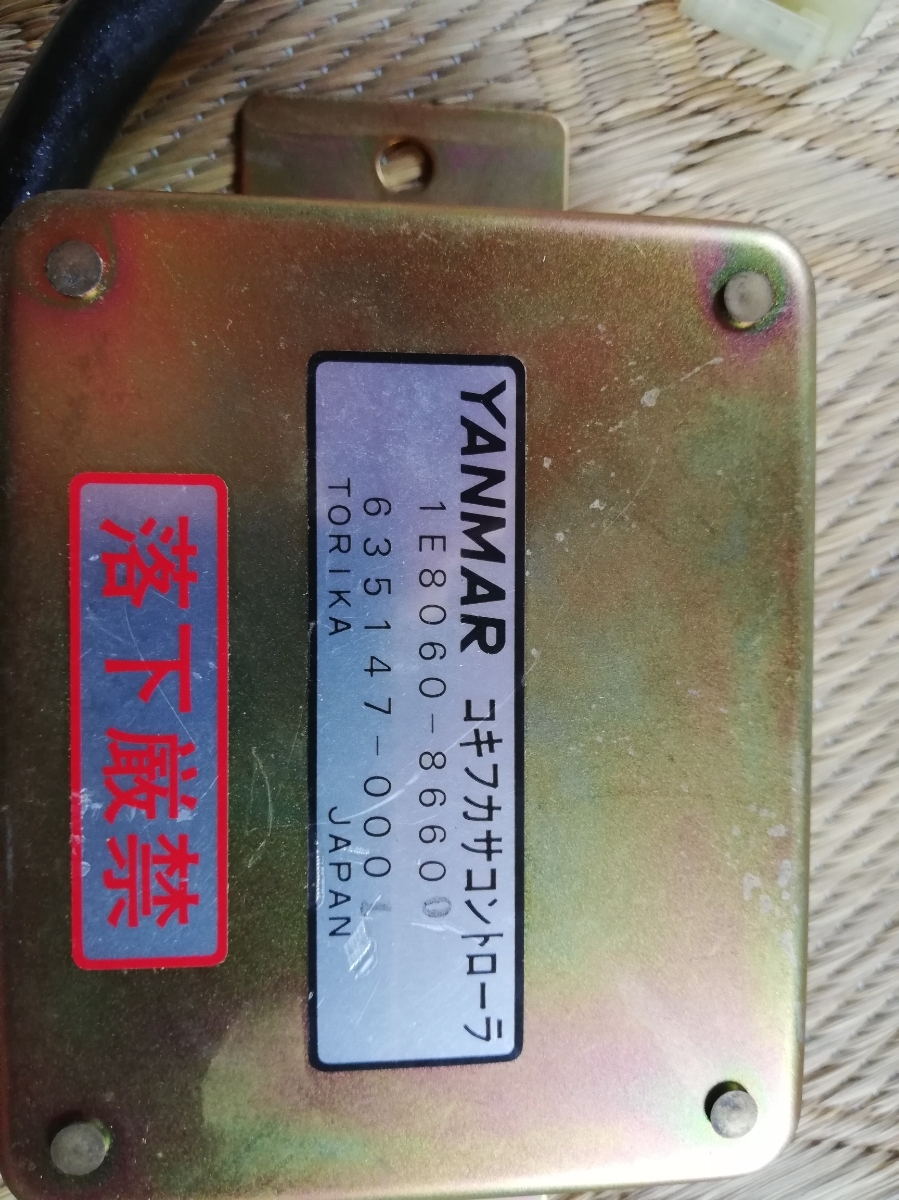 YANMAR コキフカサコントローラ
1E8060-86600
635147-000
TORIKA JAPAN
落下厳禁